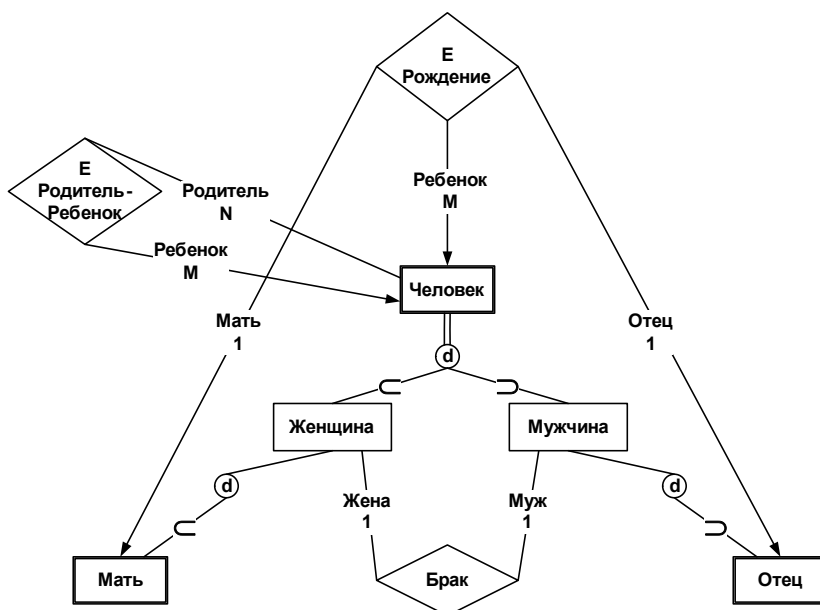 E
Рождение
E
Родитель-
Ребенок
Родитель
N
Ребенок
M
Ребенок
M
Человек
Мать
1
Отец
1
d
Женщина
Мужчина
d
d
Жена
1
Муж
1
Мать
Брак
Отец